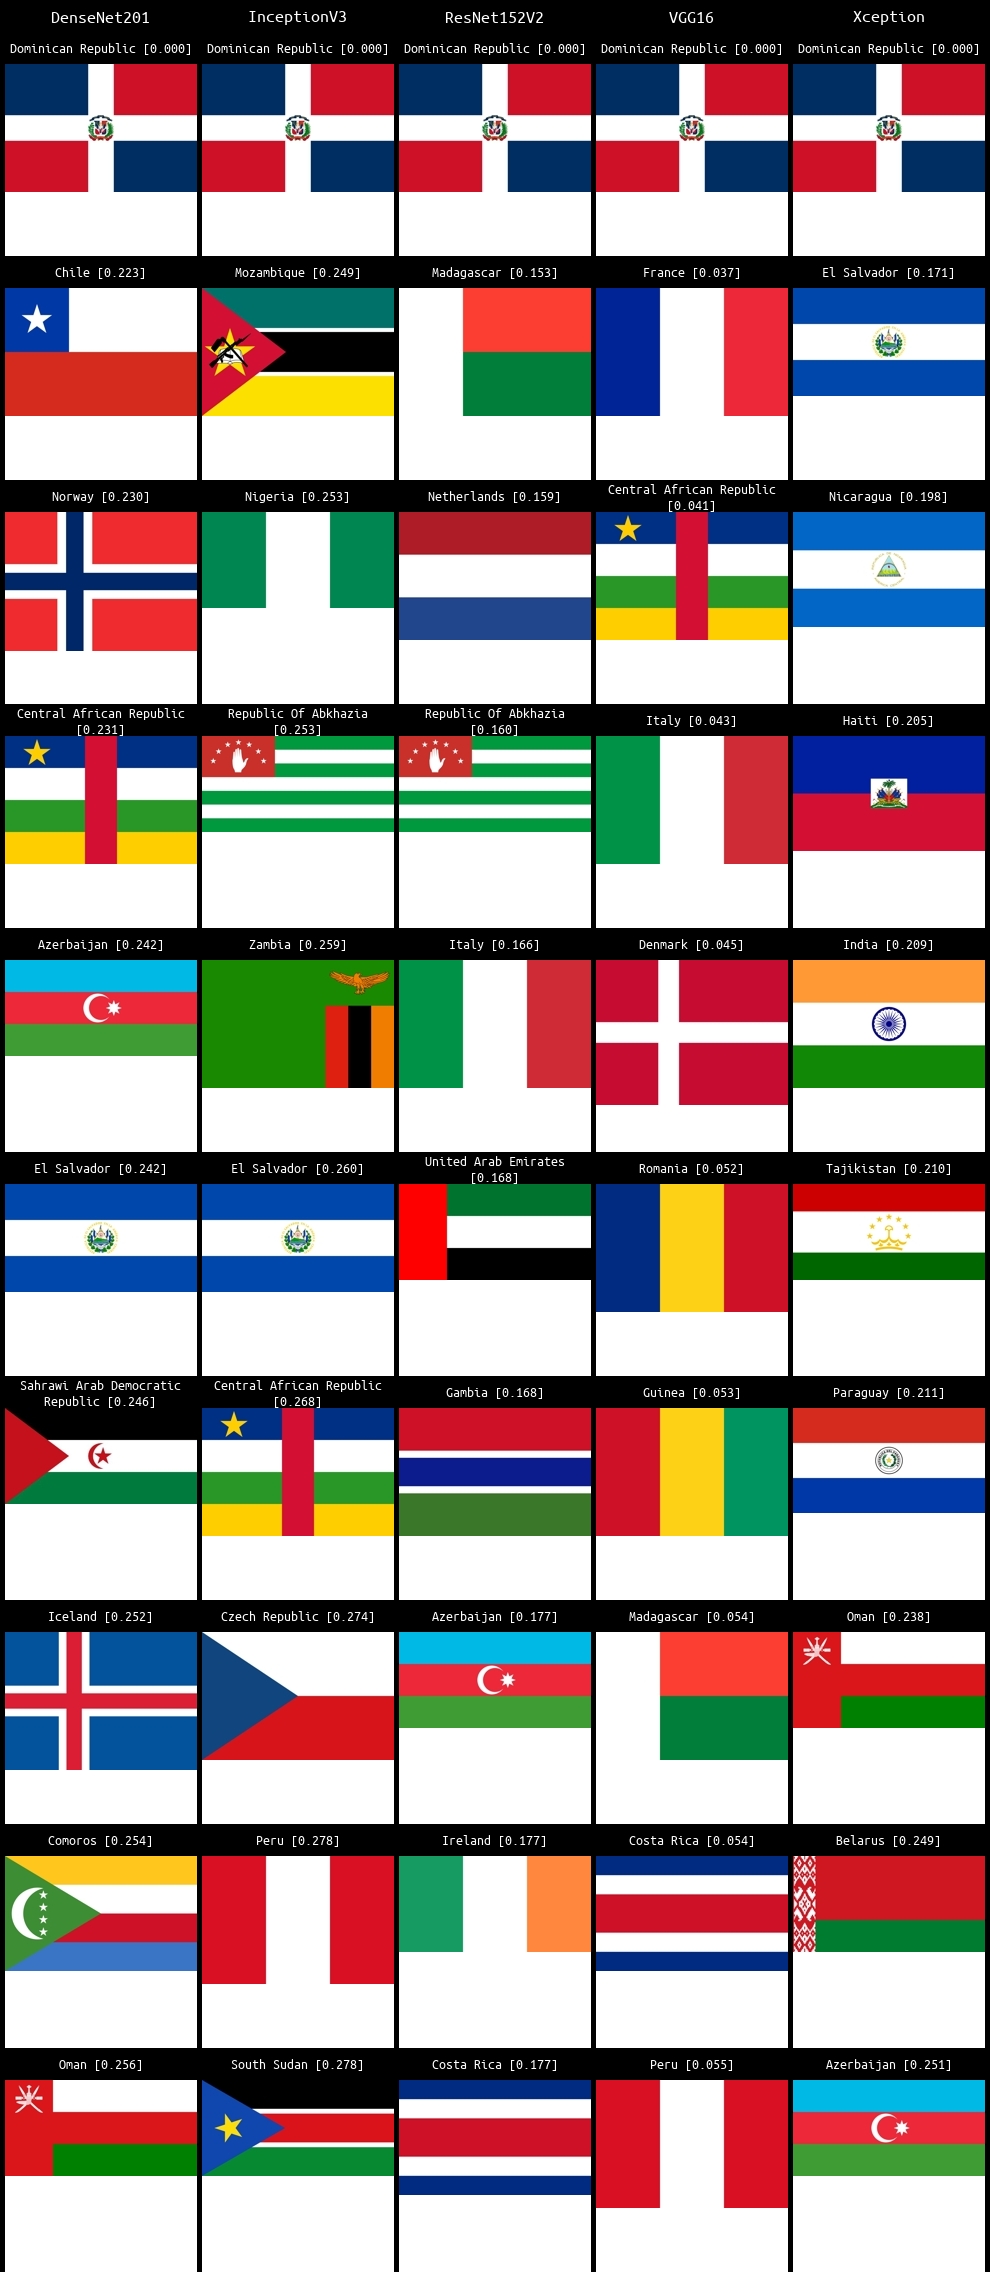 DenseNet201 InceptionV3 ResNet152V2 VGG16 Xception
Dominican Republic [0.000] Dominican Republic [0.000] Dominican Republic [0.000] Dominican Republic [0.000] Dominican Republic [0.000]
Chile [0.223] Mozambique [0.249] Madagascar [0.153] France [0.037] El Salvador [0.171]
Norway [0.230] Nigeria [0.253] Netherlands [0.159] Central African Republic [0.041] Nicaragua [0.198]
Central African Republic [0.231] Republic Of Abkhazia [0.253] Republic Of Abkhazia [0.160] Italy [0.043] Haiti [0.205]
Azerbaijan [0.242] Zambia [0.259] Italy [0.166] Denmark [0.045] India [0.209]
El Salvador [0.242] El Salvador [0.260] United Arab Emirates [0.168] Romania [0.052] Tajikistan [0.210]
Sahrawi Arab Democratic Republic [0.246] Central African Republic [0.268] Gambia [0.168] Guinea [0.053] Paraguay [0.211]
Iceland [0.252] Czech Republic [0.274] Azerbaijan [0.177] Madagascar [0.054] Oman [0.238]
Comoros [0.254] Peru [0.278] Ireland [0.177] Costa Rica [0.054] Belarus [0.249]
Oman [0.256] South Sudan [0.278] Costa Rica [0.177] Peru [0.055] Azerbaijan [0.251]